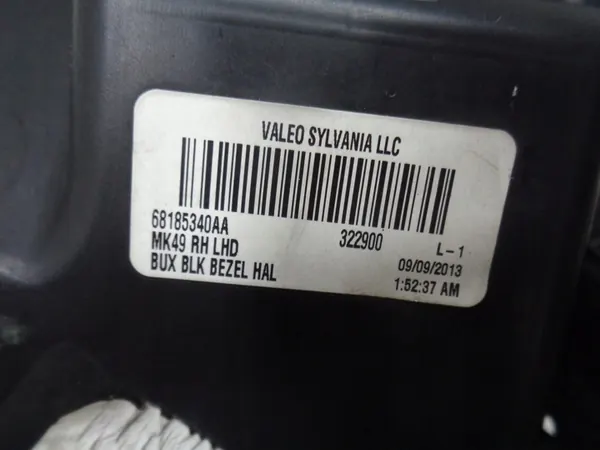 VALEO SYLVANIA LLC
68185340AA 322900 L-1
MK49 RH LHD 09/09/2013
BUX BLK BEZEL HAL 1:52:37 AM